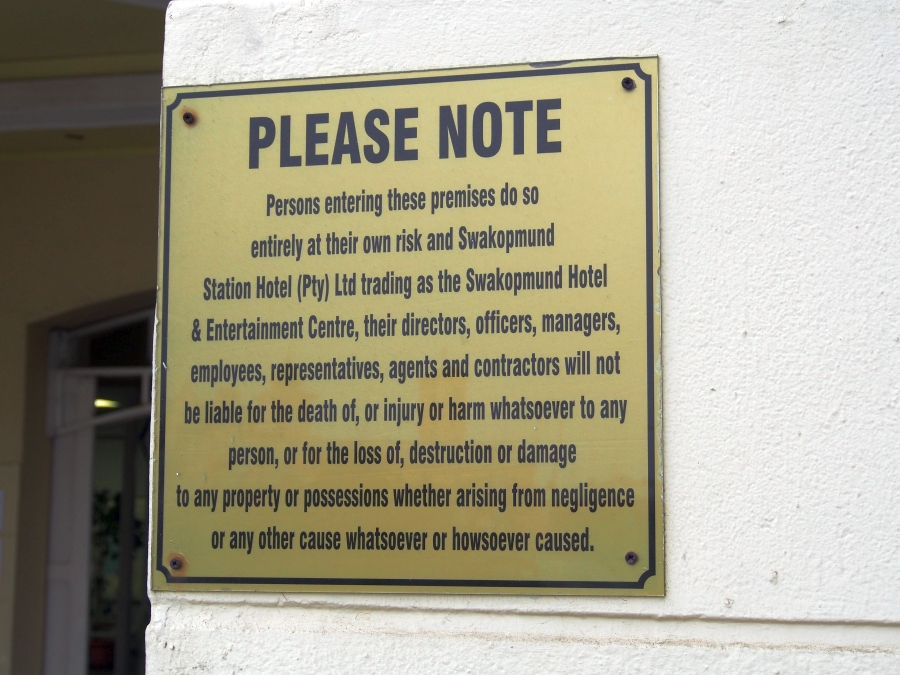 PLEASE NOTE
Persons entering these premises do so
entirely at their own risk and Swakopmund
Station Hotel (Pty) Ltd trading as the Swakopmund Hotel
& Entertainment Centre, their directors, officers, managers,
employees, representatives, agents and contractors will not
be liable for the death of, or injury or harm whatsoever to any
person, or for the loss of, destruction or damage
to any property or possessions whether arising from negligence
or any other cause whatsoever or howsoever caused.